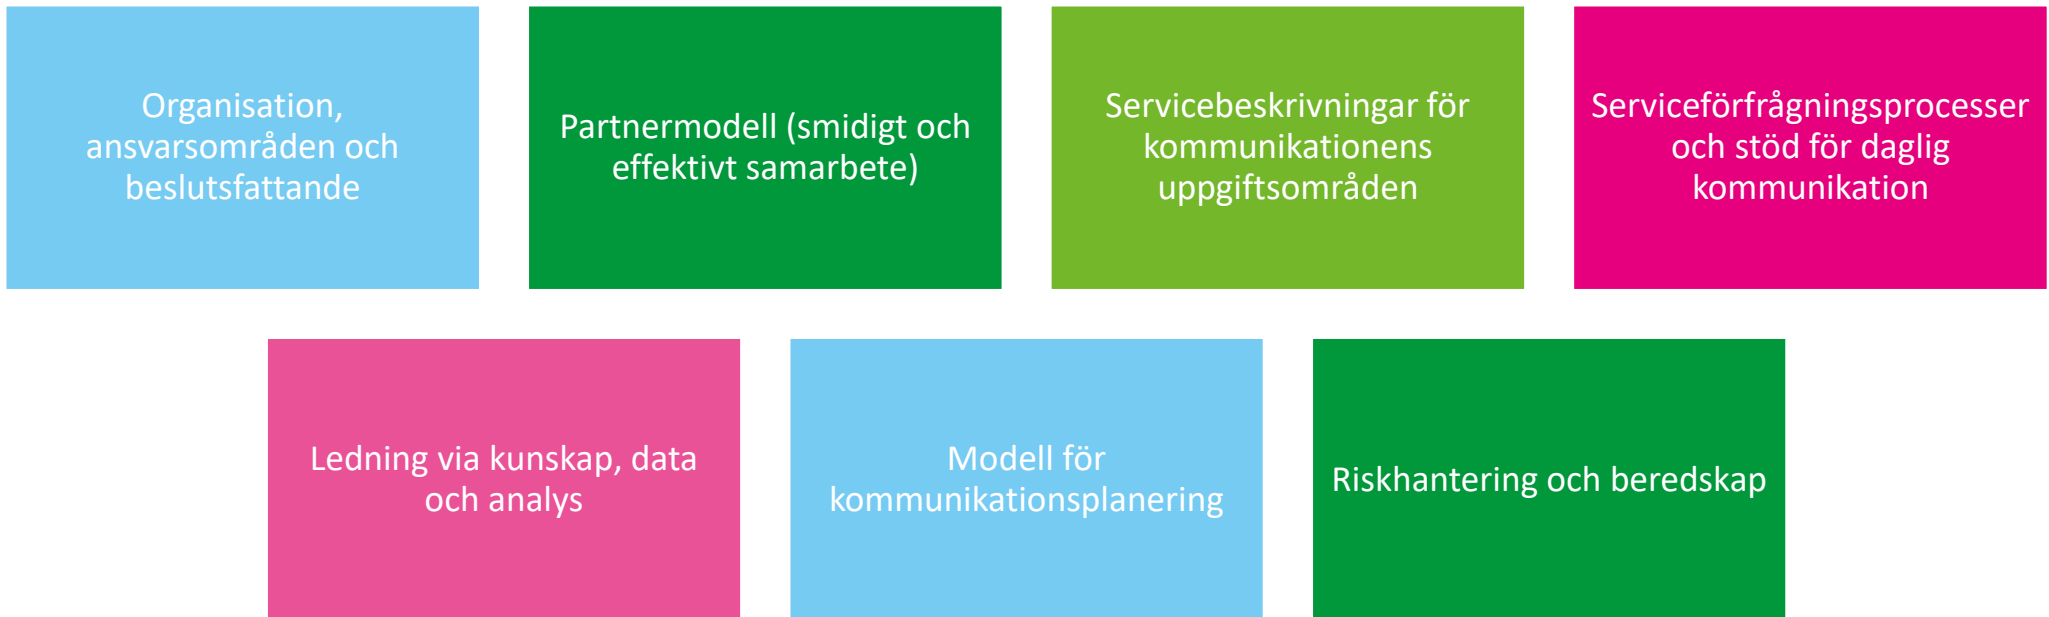 Organisation,
ansvarsområden och
beslutsfattande
Partnermodell (smidigt och
effektivt samarbete)
Servicebeskrivningar för
kommunikationens
uppgiftsområden
Serviceförfrågningsprocesser
och stöd för daglig
kommunikation
Ledning via kunskap, data
och analys
Modell för
kommunikationsplanering
Riskhantering och beredskap